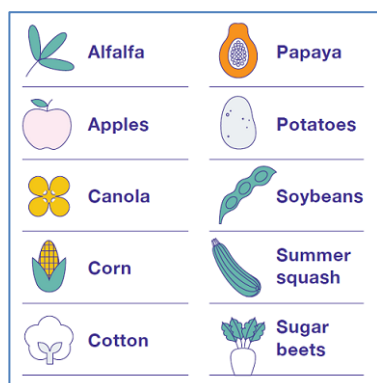 Alfalfa
Apples
Canola
Corn
Cotton
Papaya
Potatoes
Soybeans
Summer
squash
Sugar
beets